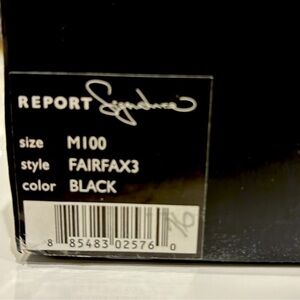 REPORT Signature
size M100
style FAIRFAX3
color BLACK
8 85483 02576 0